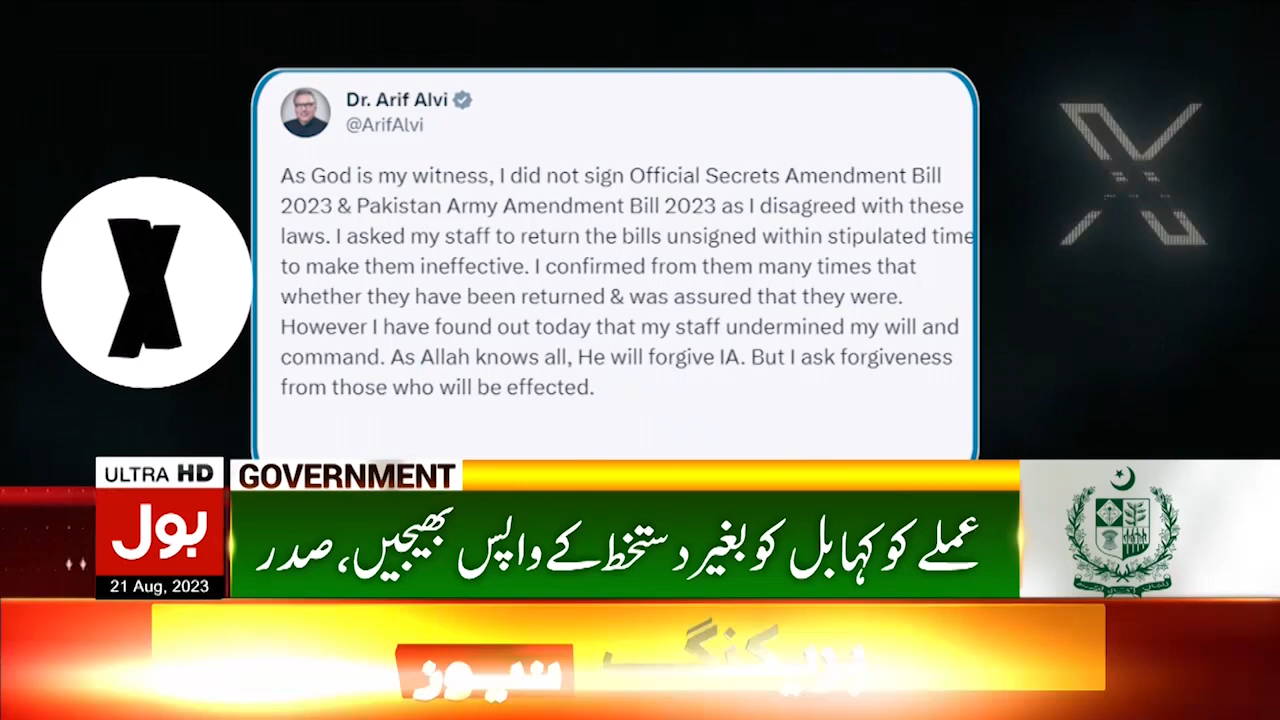 Dr. Arif Alvi
@ArifAlvi
As God is my witness, I did not sign Official Secrets Amendment Bill
2023 & Pakistan Army Amendment Bill 2023 as I disagreed with these
laws. I asked my staff to return the bills unsigned within stipulated time
to make them ineffective. I confirmed from them many times that
whether they have been returned & was assured that they were.
However I have found out today that my staff undermined my will and
command. As Allah knows all, He will forgive IA. But I ask forgiveness
from those who will be effected.
ULTRA HD
GOVERNMENT
بول
عملے کو کہا بل کو بغیر دستخط کے واپس بھیجیں، صدر
21 Aug, 2023
بریکنگ نیوز